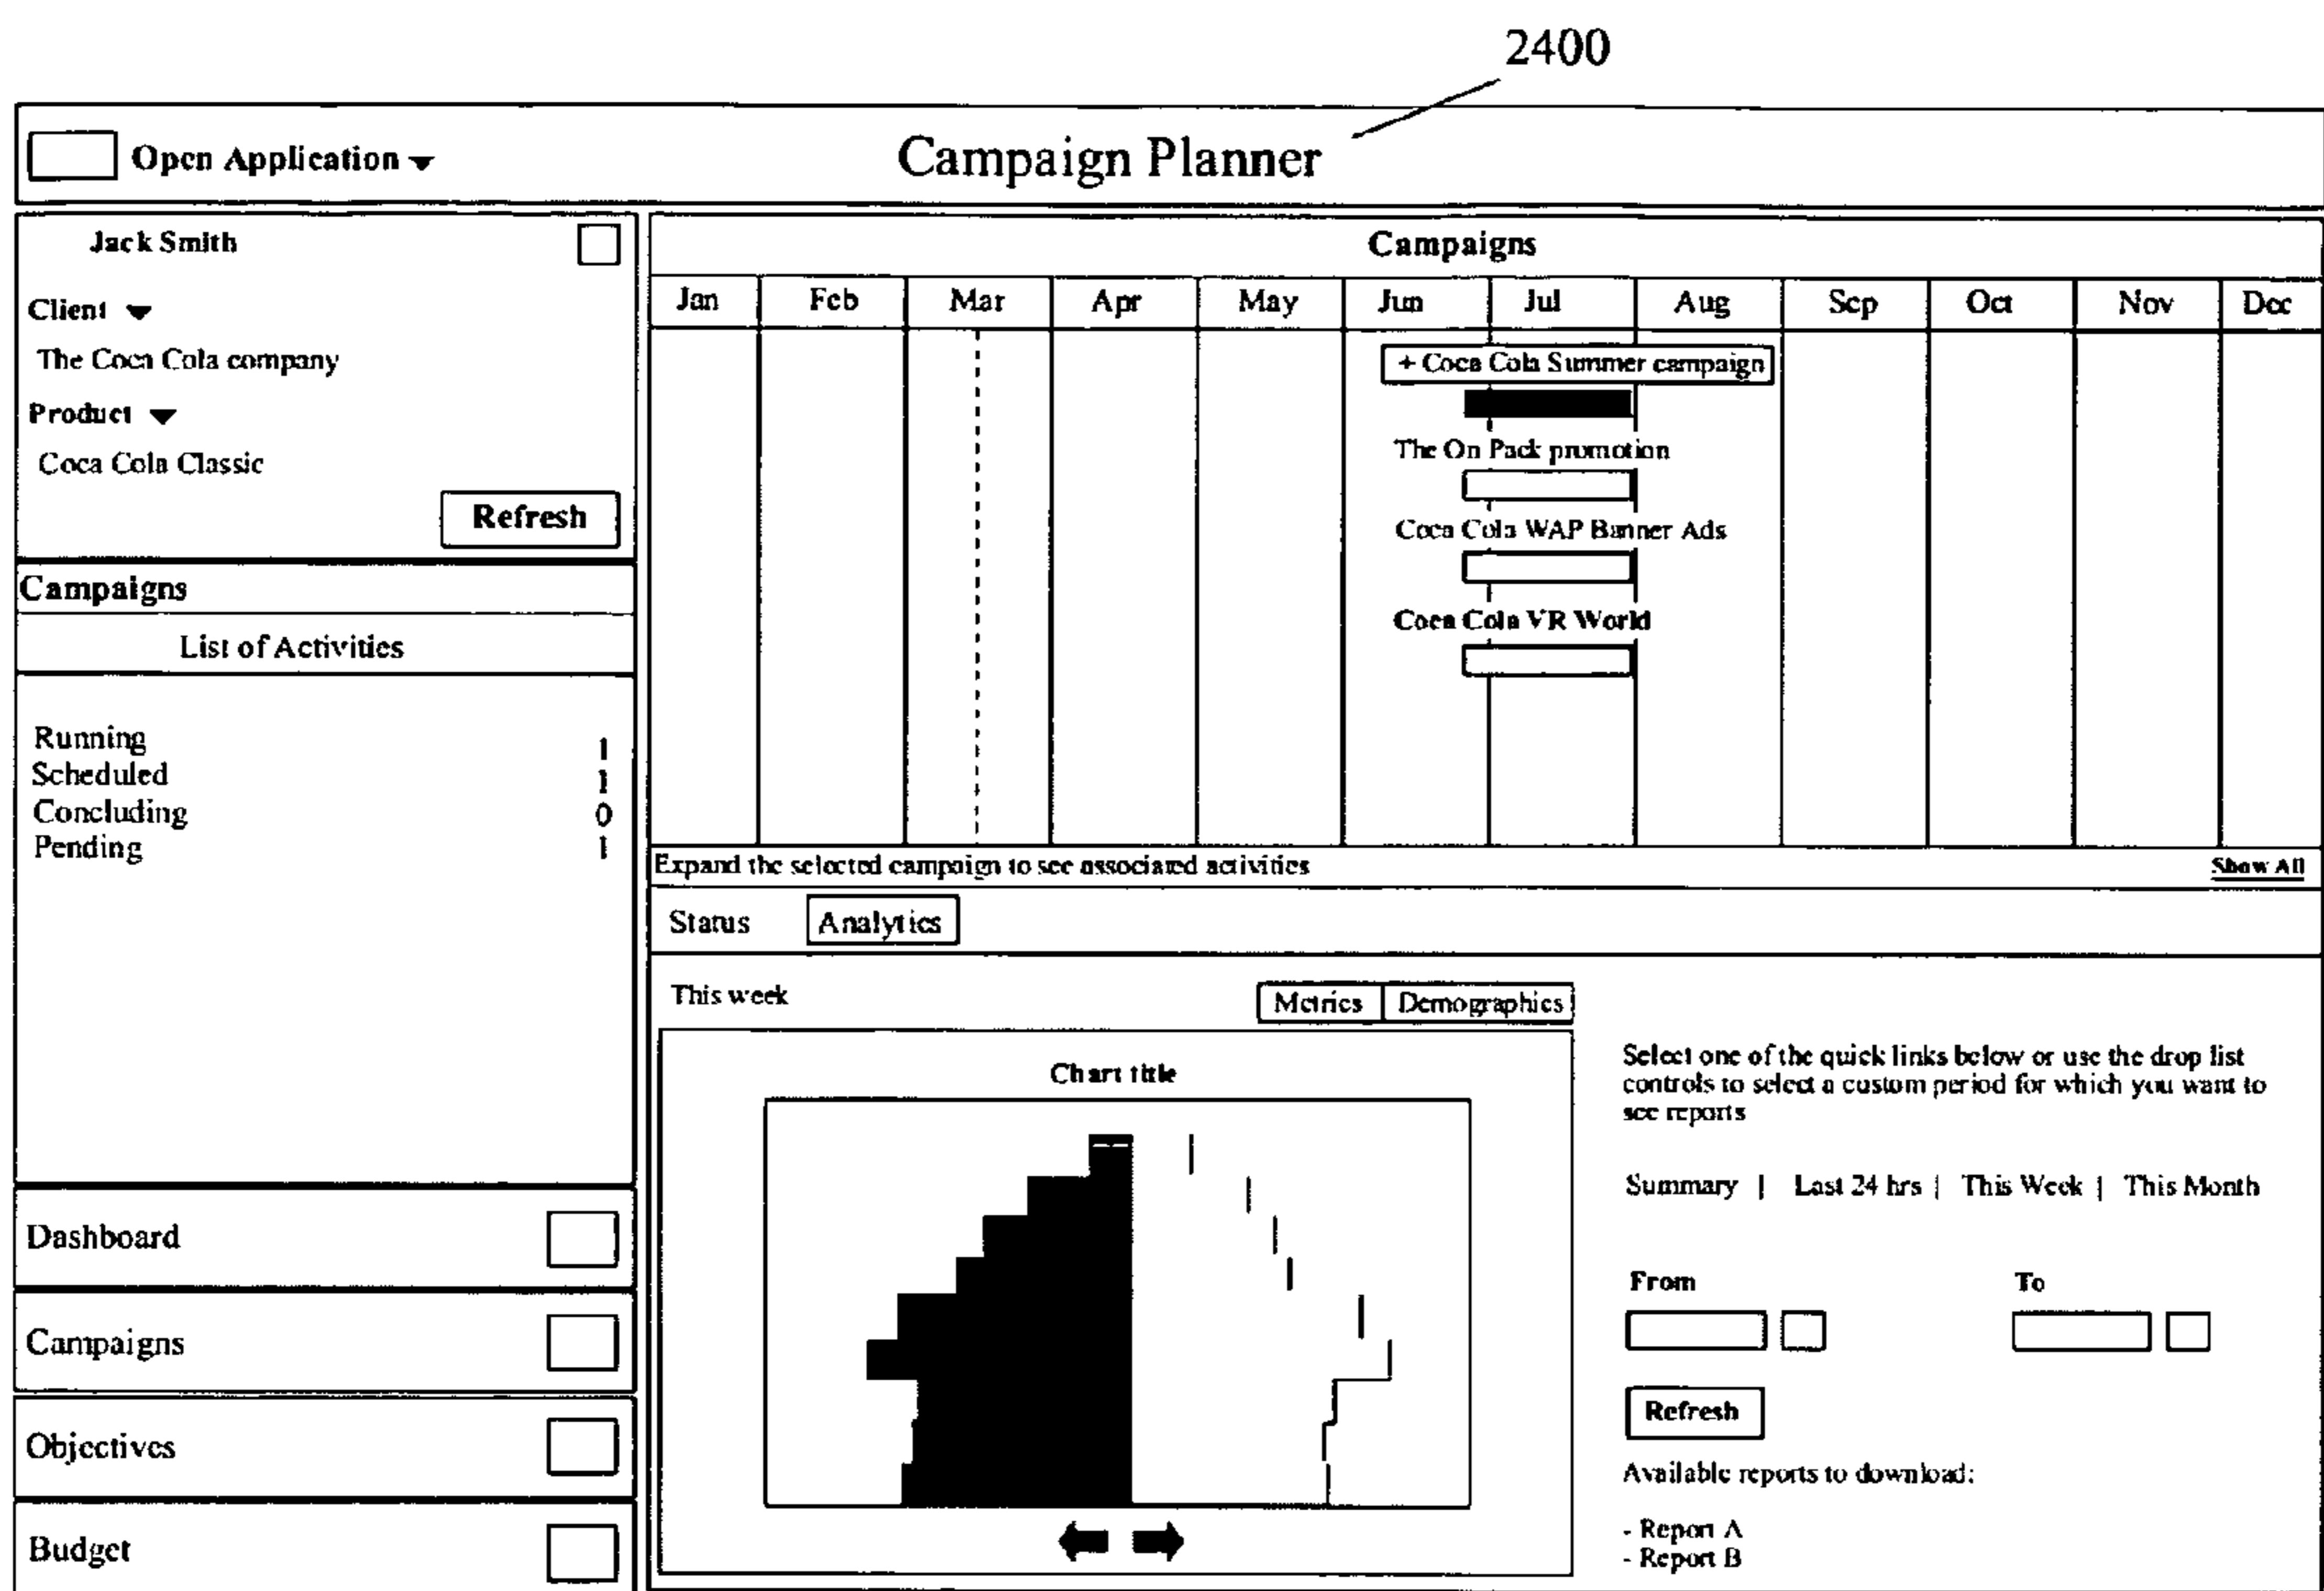 2400
Open Application
Campaign Planner
Jack Smith
Client
The Coca Cola company
Product
Coca Cola Classic
Refresh
Campaigns
List of Activities
Running 1
Scheduled 1
Concluding 0
Pending 1
Dashboard
Campaigns
Objectives
Budget
Campaigns
Jan Feb Mar Apr May Jun Jul Aug Sep Oct Nov Dec
+ Coca Cola Summer campaign
The On Pack promotion
Coca Cola WAP Banner Ads
Coca Cola VR World
Expand the selected campaign to see associated activities Show All
Status Analytics
This week Metrics Demographics
Chart title
Select one of the quick links below or use the drop list
controls to select a custom period for which you want to
see reports
Summary | Last 24 hrs | This Week | This Month
From To
Refresh
Available reports to download:
- Report A
- Report B